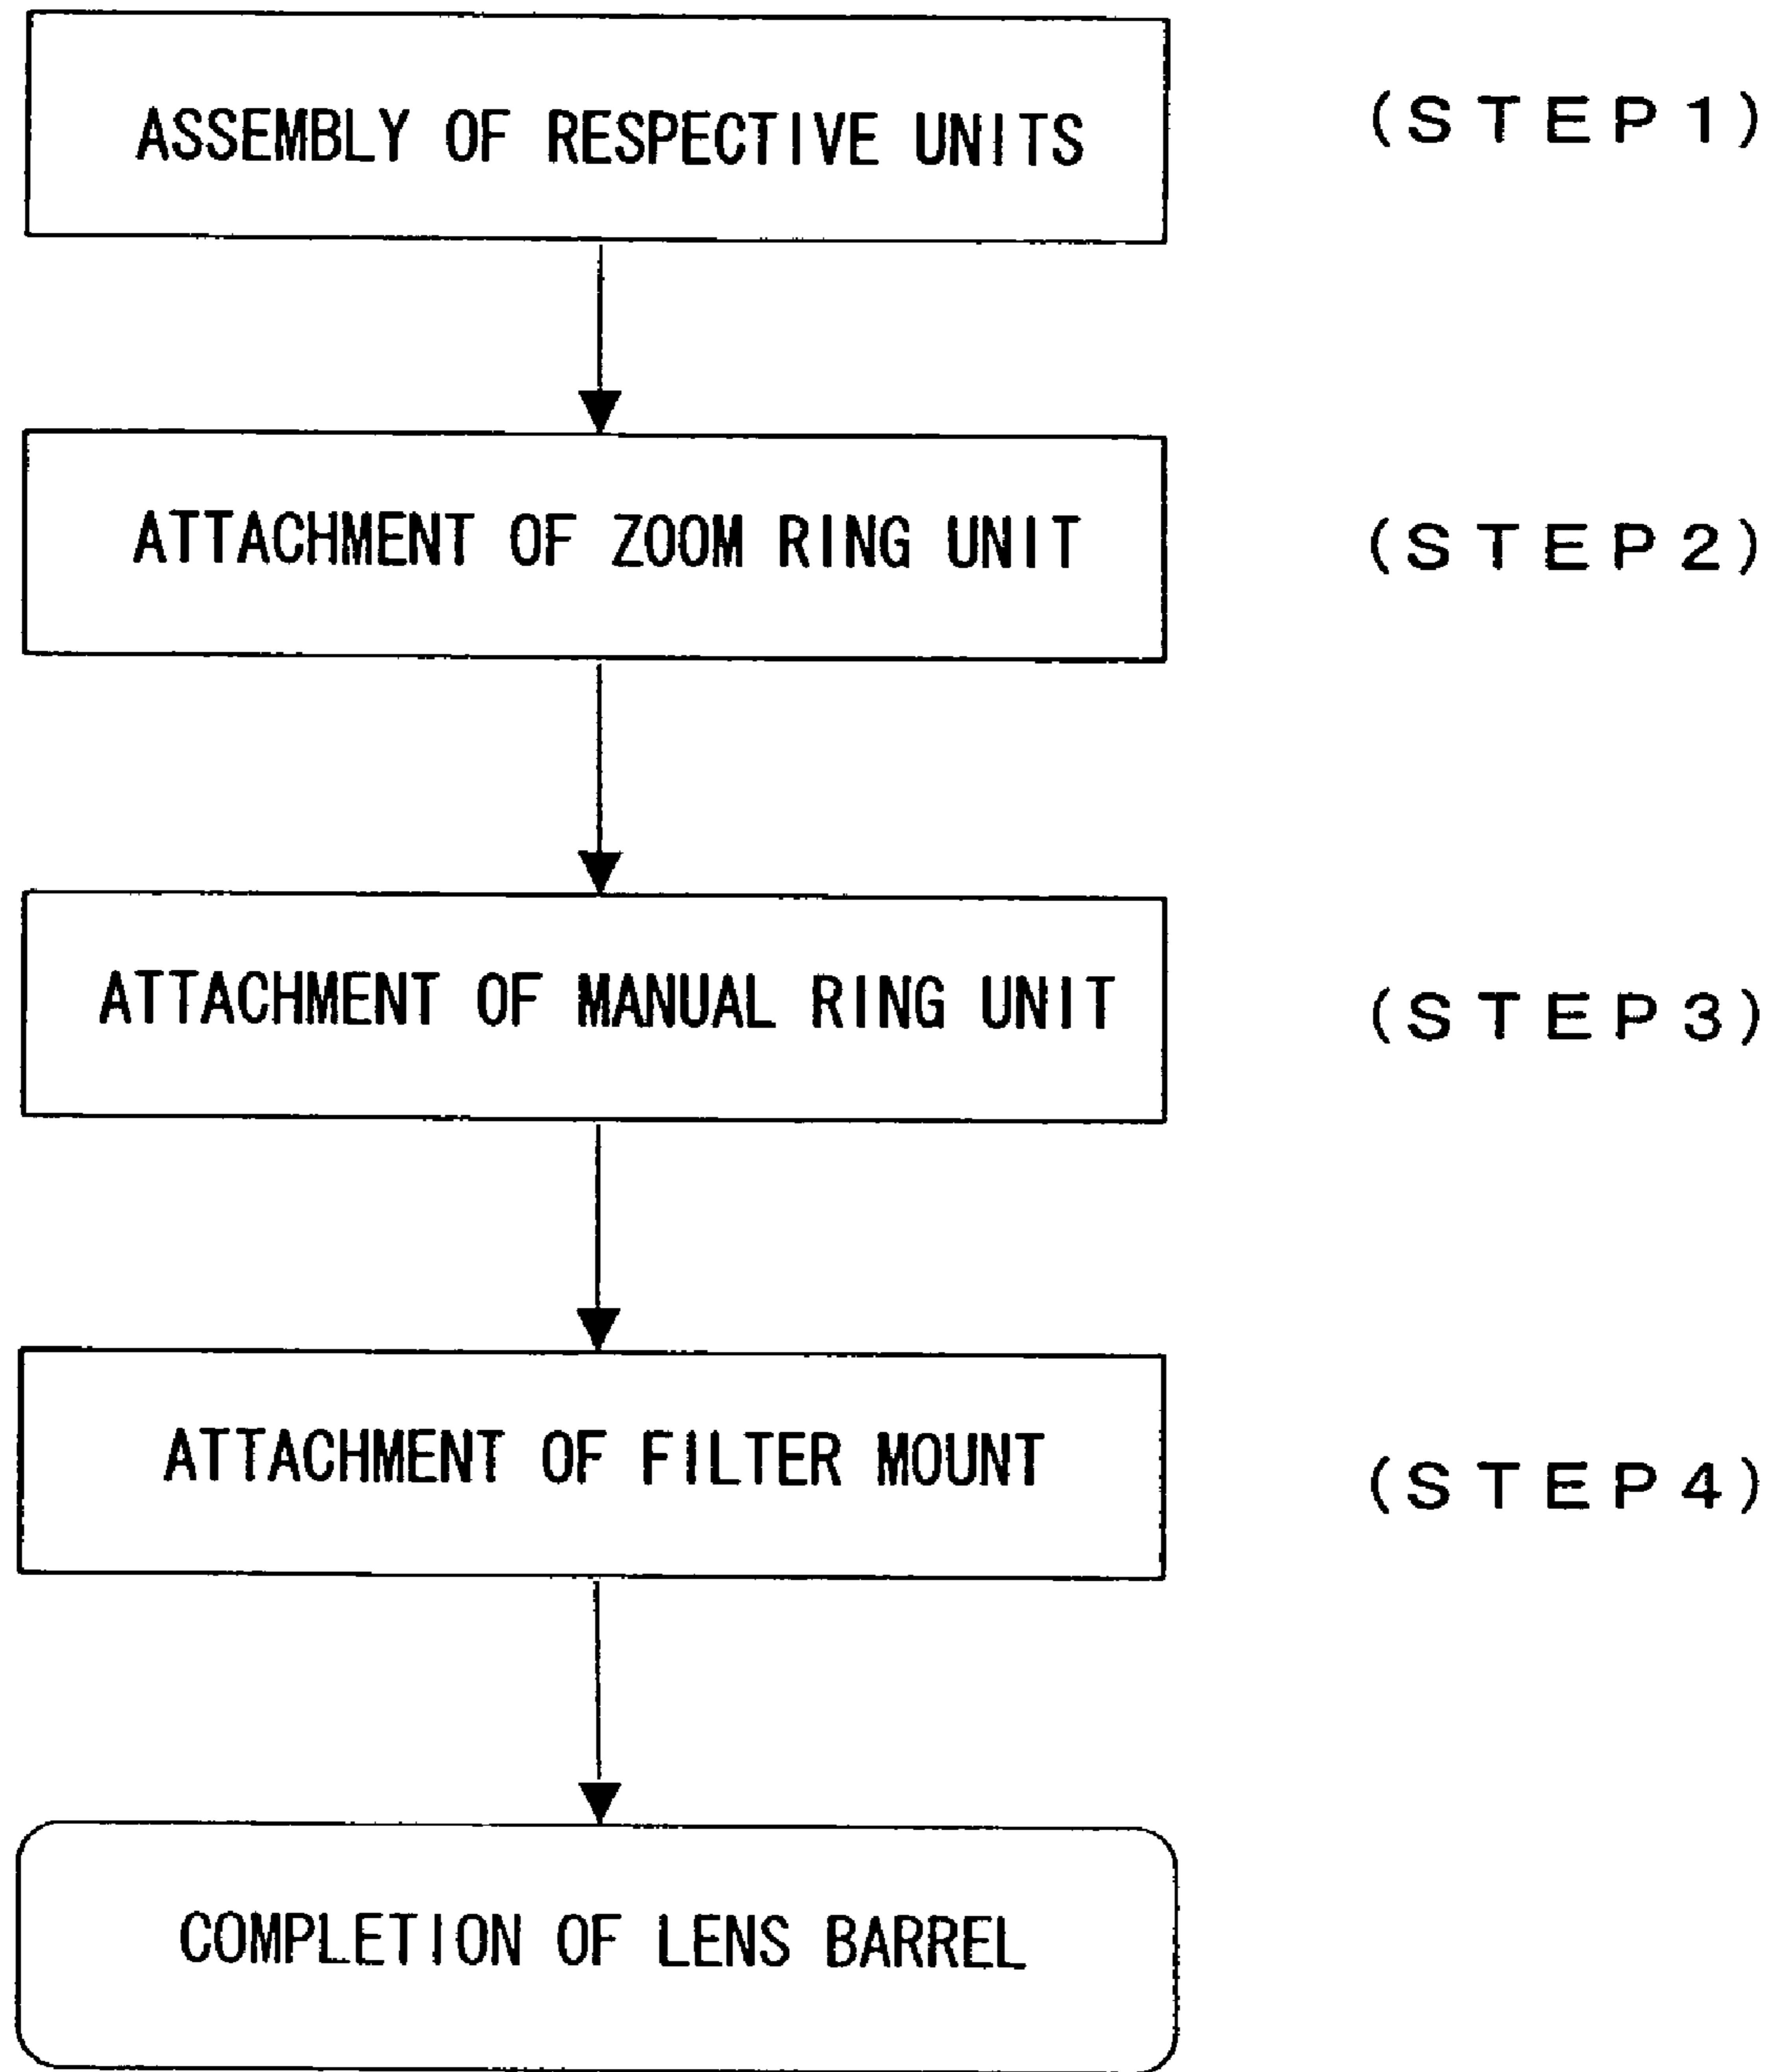 ASSEMBLY OF RESPECTIVE UNITS (STEP1)
ATTACHMENT OF ZOOM RING UNIT (STEP2)
ATTACHMENT OF MANUAL RING UNIT (STEP3)
ATTACHMENT OF FILTER MOUNT (STEP4)
COMPLETION OF LENS BARREL